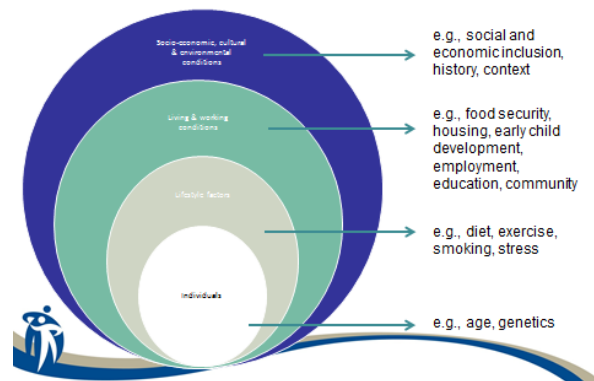 Socio-economic, cultural
& environmental
conditions
e.g., social and
economic inclusion,
history, context
Living & working
conditions
e.g., food security,
housing, early child
development,
employment,
education, community
Lifestyle factors
e.g., diet, exercise,
smoking, stress
Individuals
e.g., age, genetics